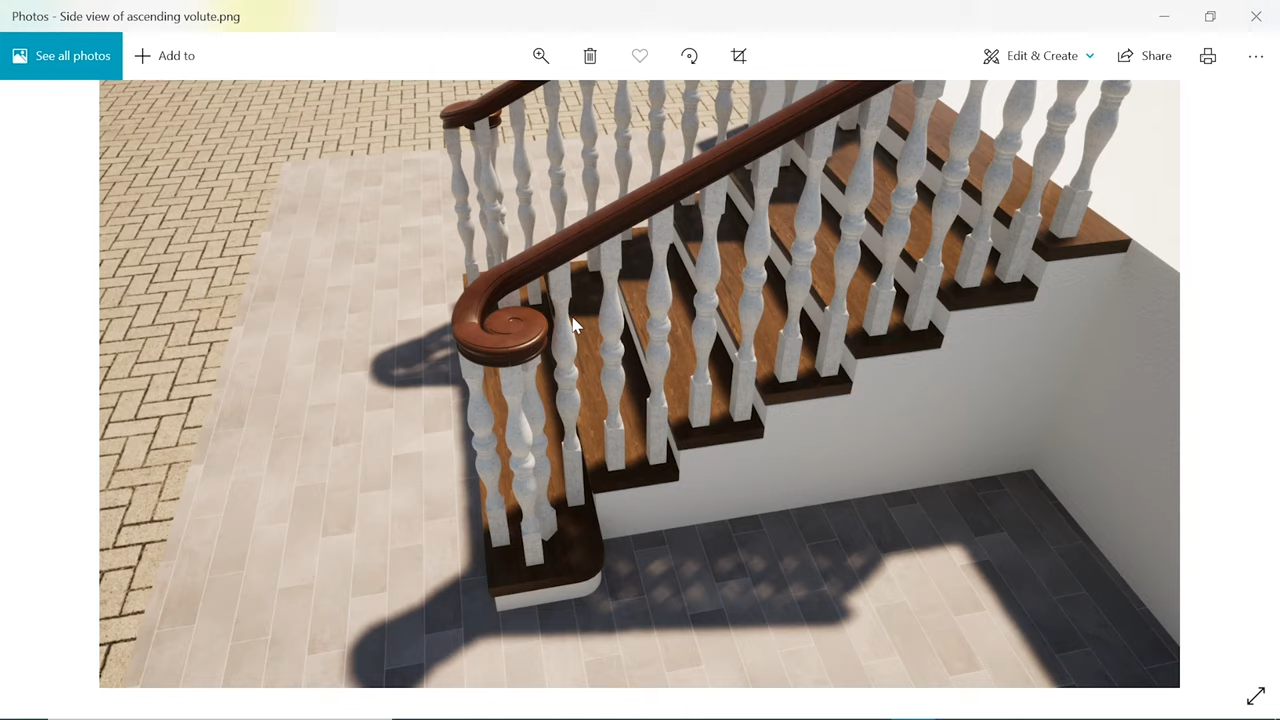 Photos - Side view of ascending volute.png
See all photos
Add to
Edit & Create
Share